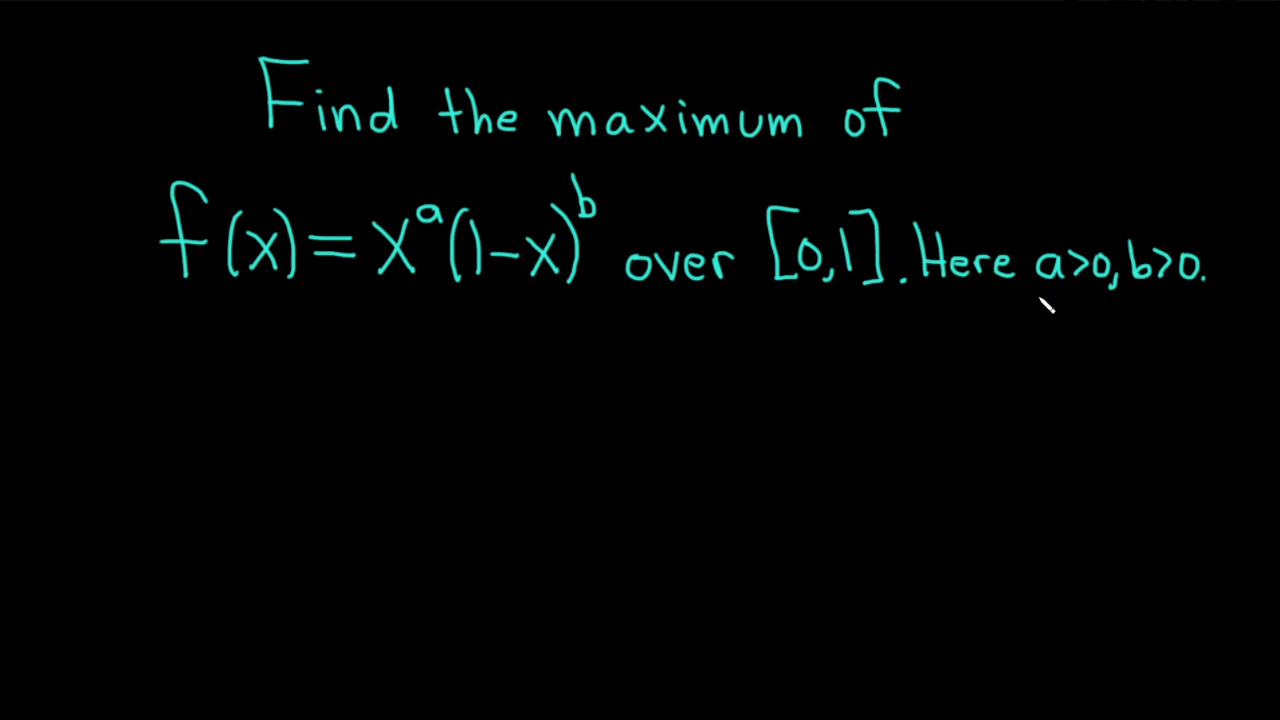 Find the maximum of
f(x)=x^a(1-x)^b over [0,1]. Here a>0, b>0.